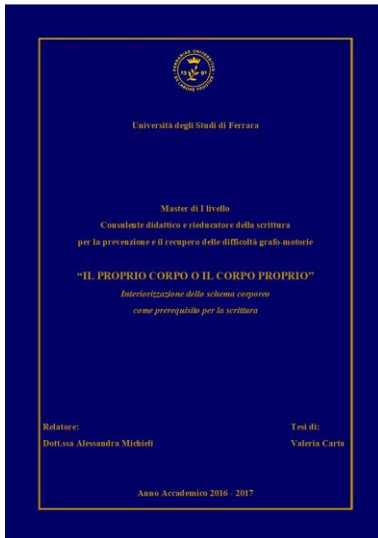 Università degli Studi di Ferrara
Master di I livello
Consulente didattico e rieducatore della scrittura
per la prevenzione e il recupero delle difficoltà grafo-motorie
“IL PROPRIO CORPO O IL CORPO PROPRIO”
Interiorizzazione dello schema corporeo
come prerequisito per la scrittura
Relatore:
Tesi di:
Dott.ssa Alessandra Michieli
Valeria Carta
Anno Accademico 2016 - 2017